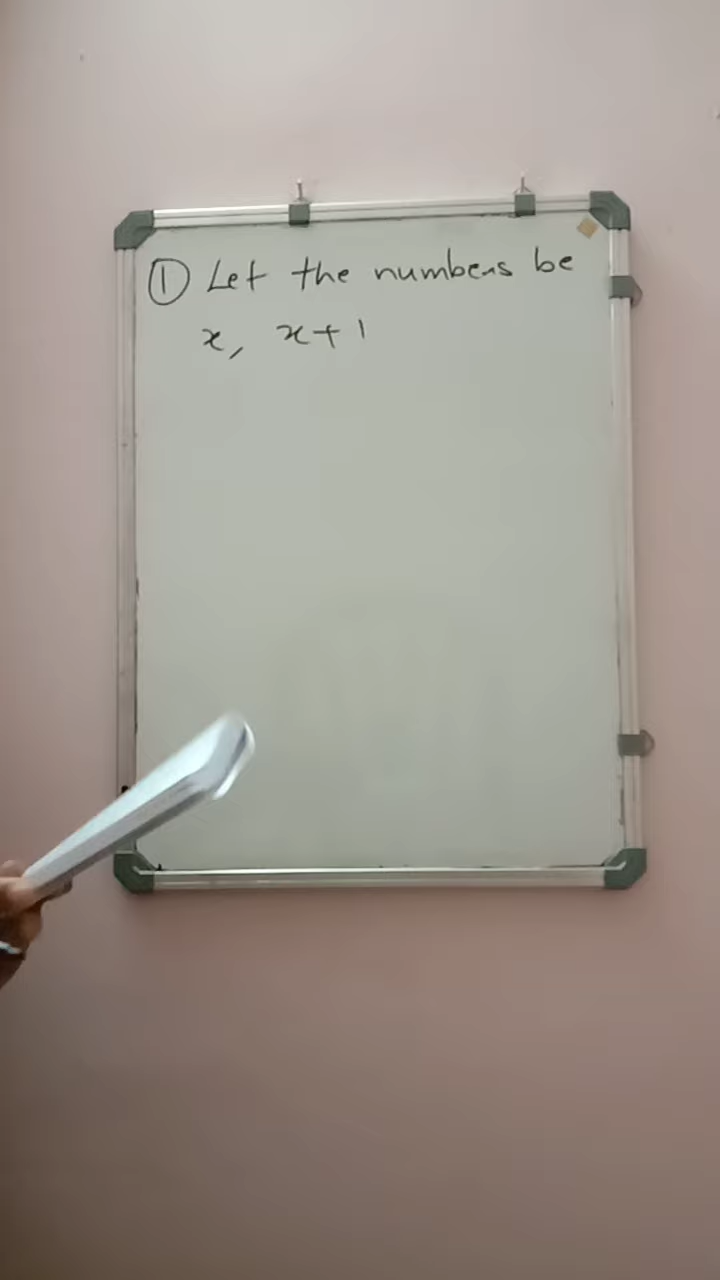 ① Let the numbers be
x, x+1